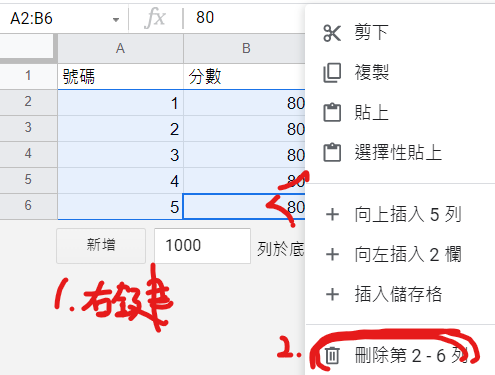 A2:B6 fx 80
A B
1 號碼 分數
2 1 80
3 2 80
4 3 80
5 4 80
6 5 80
新增 1000 列於底
1.右鍵
剪下
複製
貼上
選擇性貼上
+ 向上插入 5 列
+ 向左插入 2 欄
+ 插入儲存格
2. 刪除第 2 - 6 列